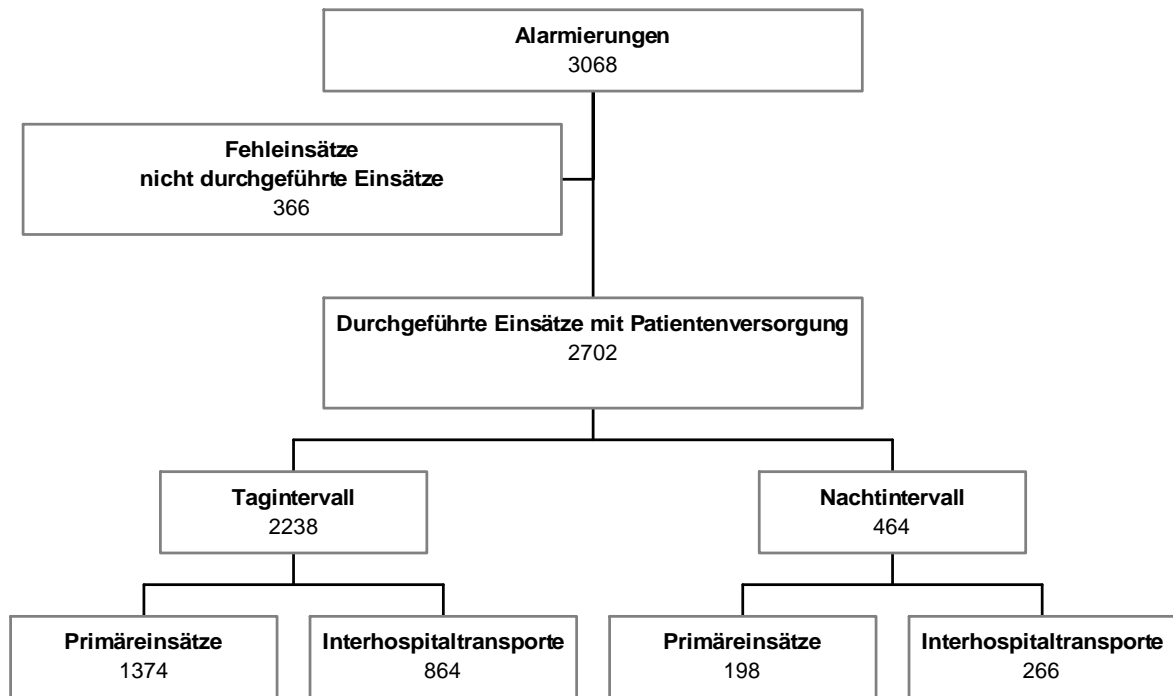 Alarmierungen
3068
Fehleinsätze
nicht durchgeführte Einsätze
366
Durchgeführte Einsätze mit Patientenversorgung
2702
Tagintervall
2238
Nachtintervall
464
Primäreinsätze
1374
Interhospitaltransporte
864
Primäreinsätze
198
Interhospitaltransporte
266